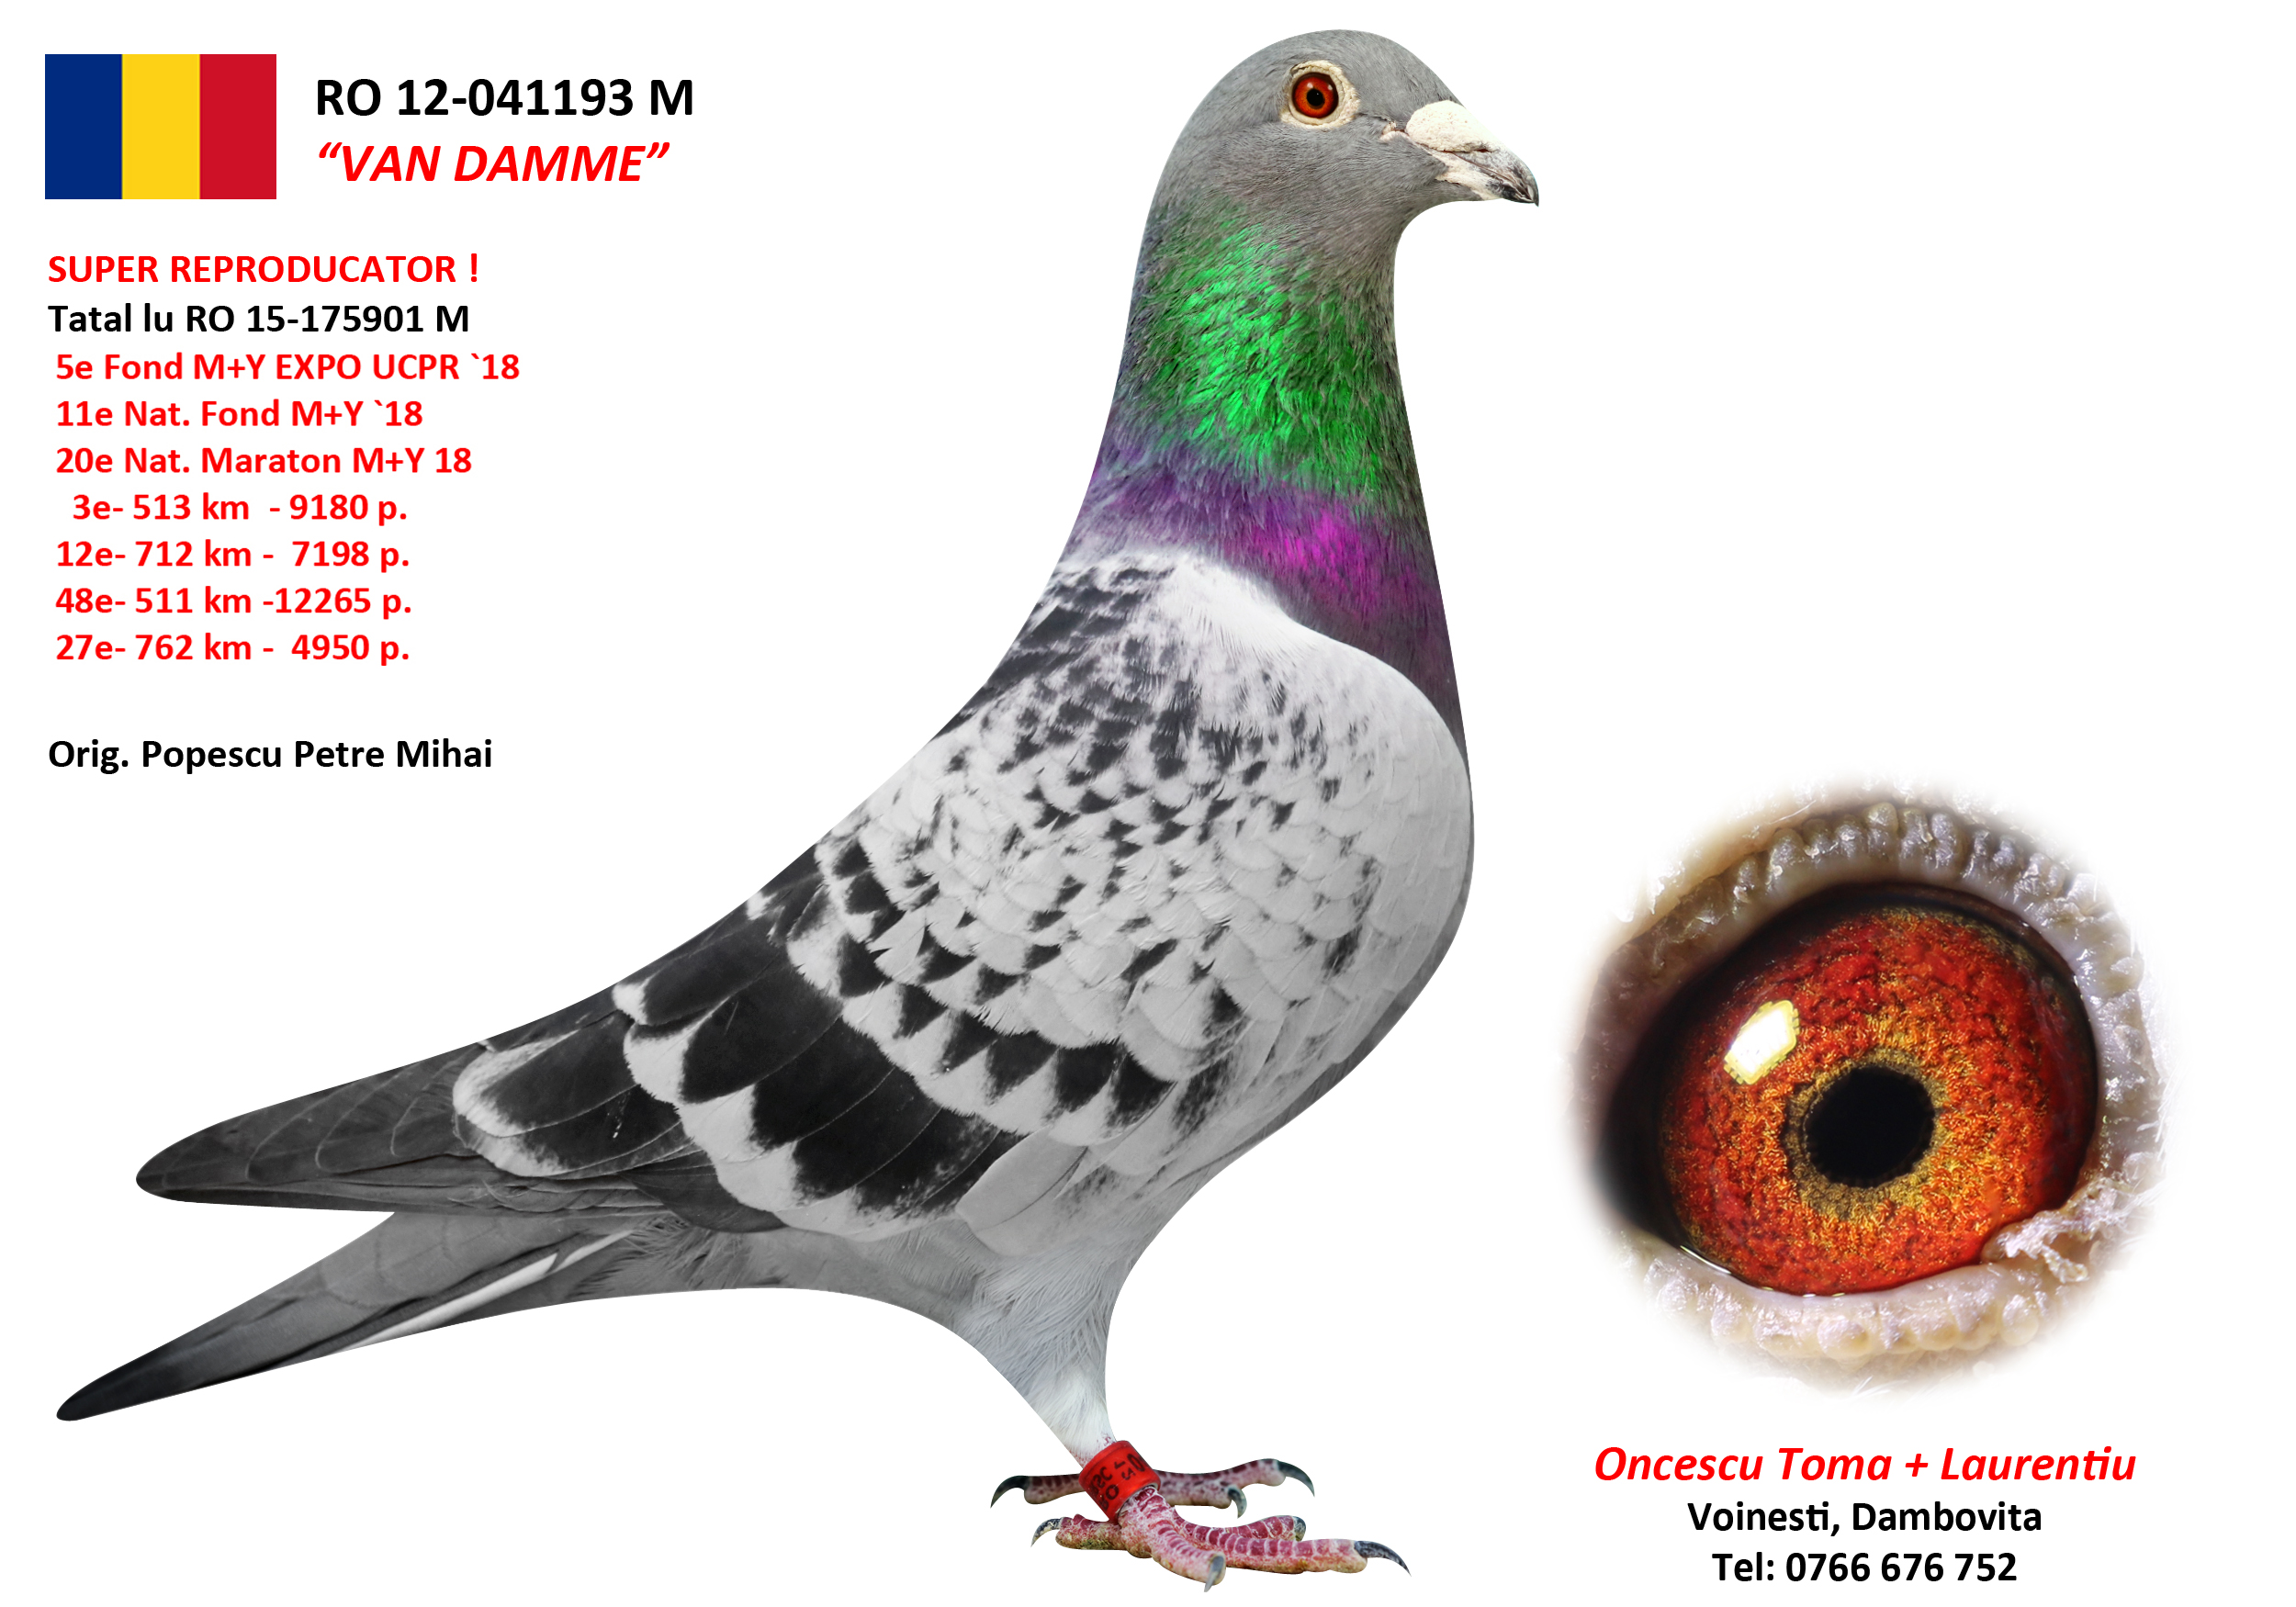 RO 12-041193 M
“VAN DAMME”
SUPER REPRODUCATOR !
Tatal lu RO 15-175901 M
5e Fond M+Y EXPO UCPR `18
11e Nat. Fond M+Y `18
20e Nat. Maraton M+Y 18
3e- 513 km - 9180 p.
12e- 712 km - 7198 p.
48e- 511 km -12265 p.
27e- 762 km - 4950 p.
Orig. Popescu Petre Mihai
Oncescu Toma + Laurentiu
Voinesti, Dambovita
Tel: 0766 676 752